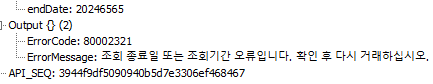 endDate: 20246565
Output {} (2)
ErrorCode: 80002321
ErrorMessage: 조회 종료일 또는 조회기간 오류입니다. 확인 후 다시 거래하십시오.
API_SEQ: 3944f9df5090940b5d7e3306ef468467